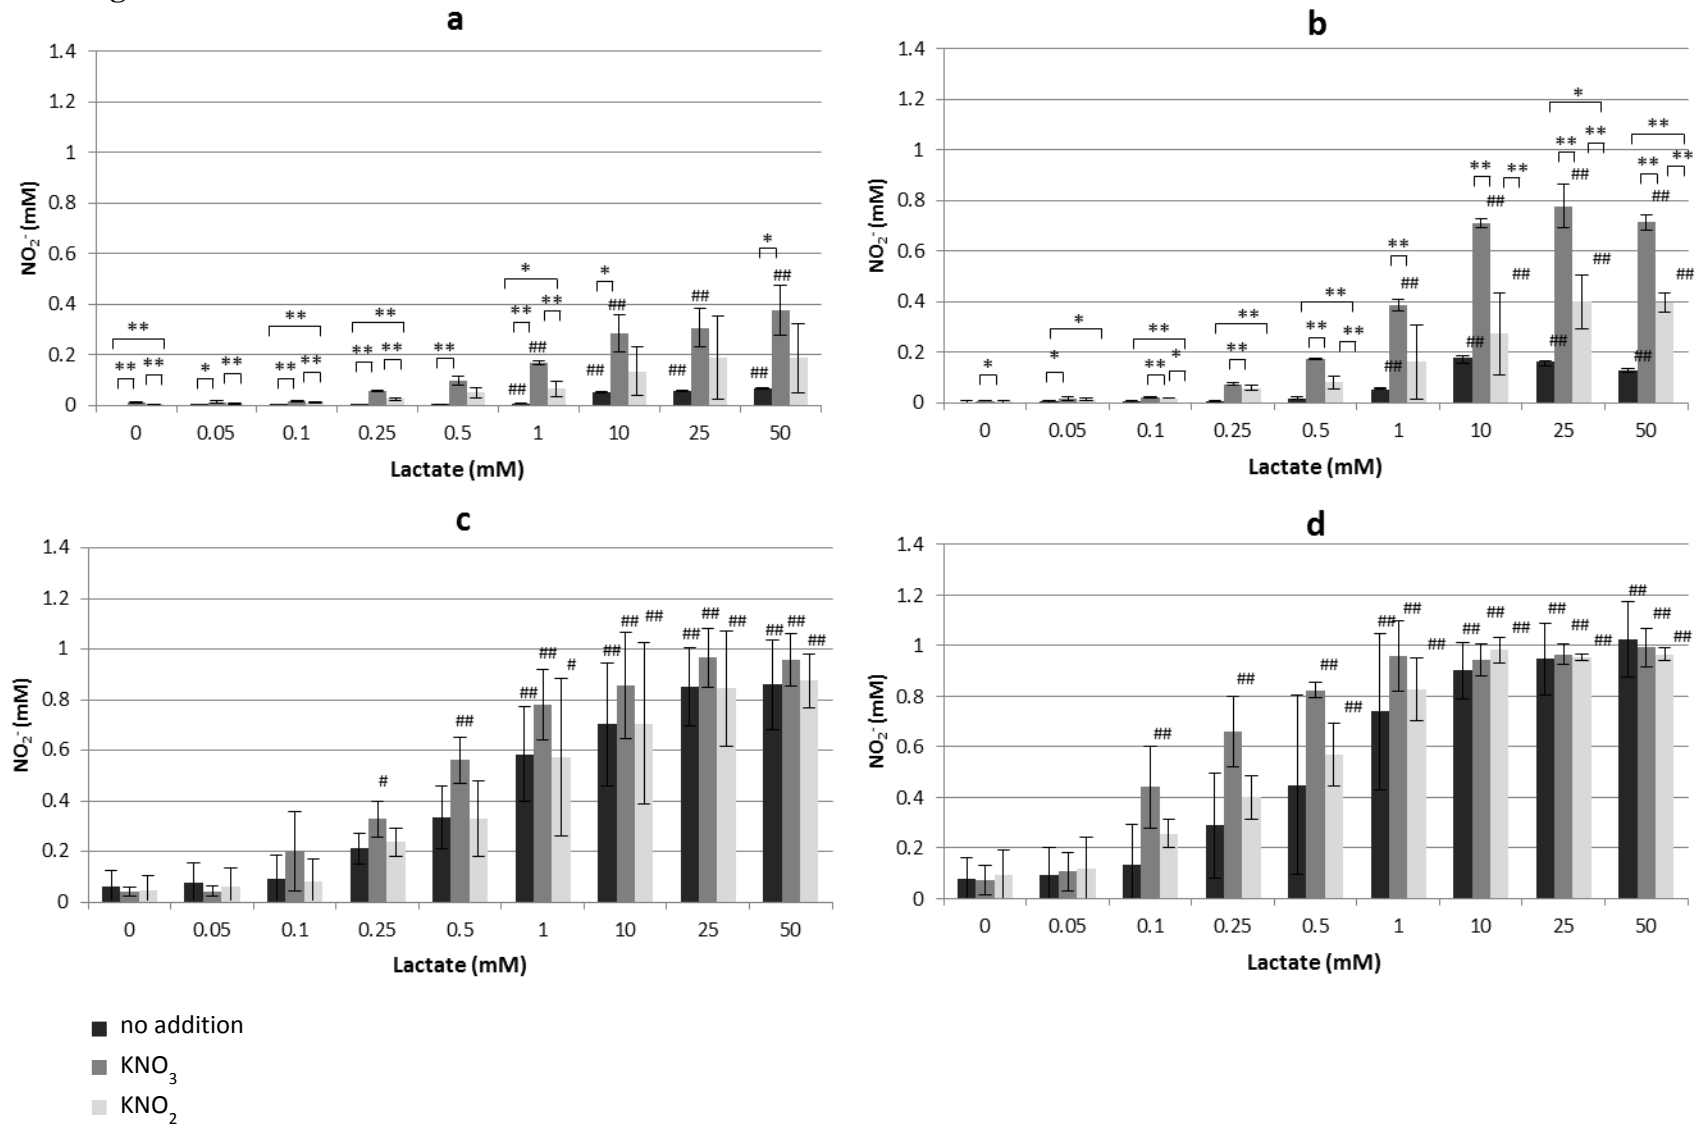 a
1.4
1.2
1
0.8
0.6
0.4
0.2
0
NO2- (mM)
** ** **
* **
** ** **
** ** **
**
* ** **
## ##
* ## ##
## ##
* ## ##
0 0.05 0.1 0.25 0.5 1 10 25 50
Lactate (mM)
b
1.4
1.2
1
0.8
0.6
0.4
0.2
0
NO2- (mM)
*
* *
** ** *
** **
** ** **
** ## ##
** ** ## ## ##
* ** ** ## ## ##
** ** ** ## ## ##
0 0.05 0.1 0.25 0.5 1 10 25 50
Lactate (mM)
c
1.4
1.2
1
0.8
0.6
0.4
0.2
0
NO2- (mM)
#
##
## ## #
## ## ##
## ## ##
## ## ##
0 0.05 0.1 0.25 0.5 1 10 25 50
Lactate (mM)
d
1.4
1.2
1
0.8
0.6
0.4
0.2
0
NO2- (mM)
##
##
## ##
## ## ##
## ## ##
## ## ##
## ## ##
0 0.05 0.1 0.25 0.5 1 10 25 50
Lactate (mM)
no addition
KNO3
KNO2